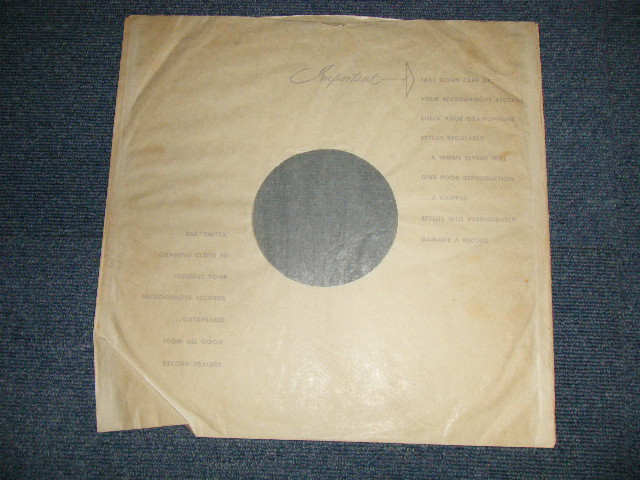 Important
TAKE GOOD CARE OF
YOUR MICROGROOVE RECORDS
CHECK YOUR GRAMOPHONE
STYLUS REGULARLY
...A WORN STYLUS WILL
GIVE POOR REPRODUCTION
...A CHIPPED
STYLUS WILL PERMANENTLY
DAMAGE A RECORD
USE "EMITEX"
CLEANING CLOTH TO
PRESERVE YOUR
MICROGROOVE RECORDS
...OBTAINABLE
FROM ALL GOOD
RECORD DEALERS